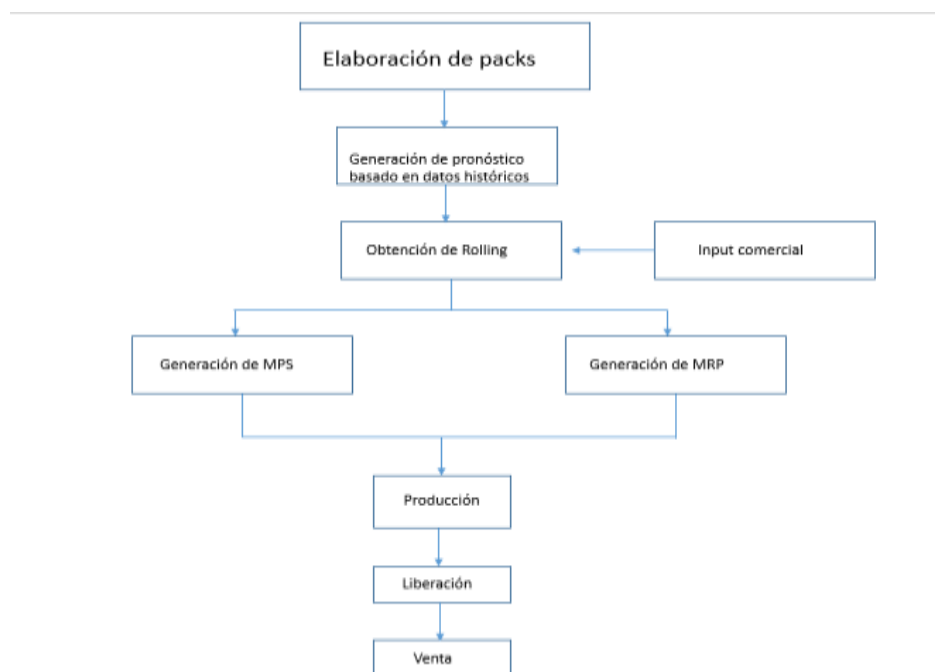 Elaboración de packs
Generación de pronóstico
basado en datos históricos
Obtención de Rolling
Input comercial
Generación de MPS
Generación de MRP
Producción
Liberación
Venta